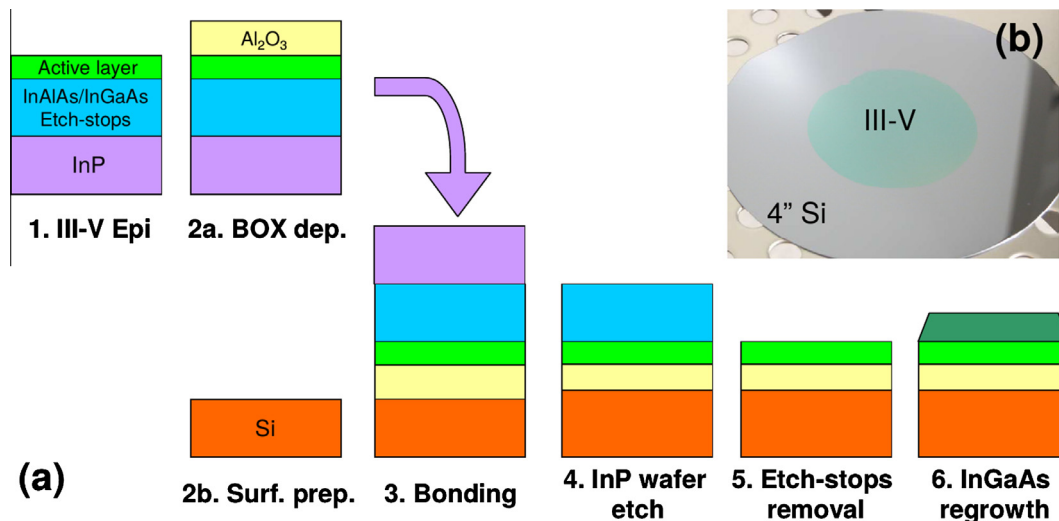 Al₂O₃
Active layer
InAlAs/InGaAs
Etch-stops
InP
1. III-V Epi
2a. BOX dep.
(b)
III-V
4” Si
Si
(a)
2b. Surf. prep.
3. Bonding
4. InP wafer
etch
5. Etch-stops
removal
6. InGaAs
regrowth